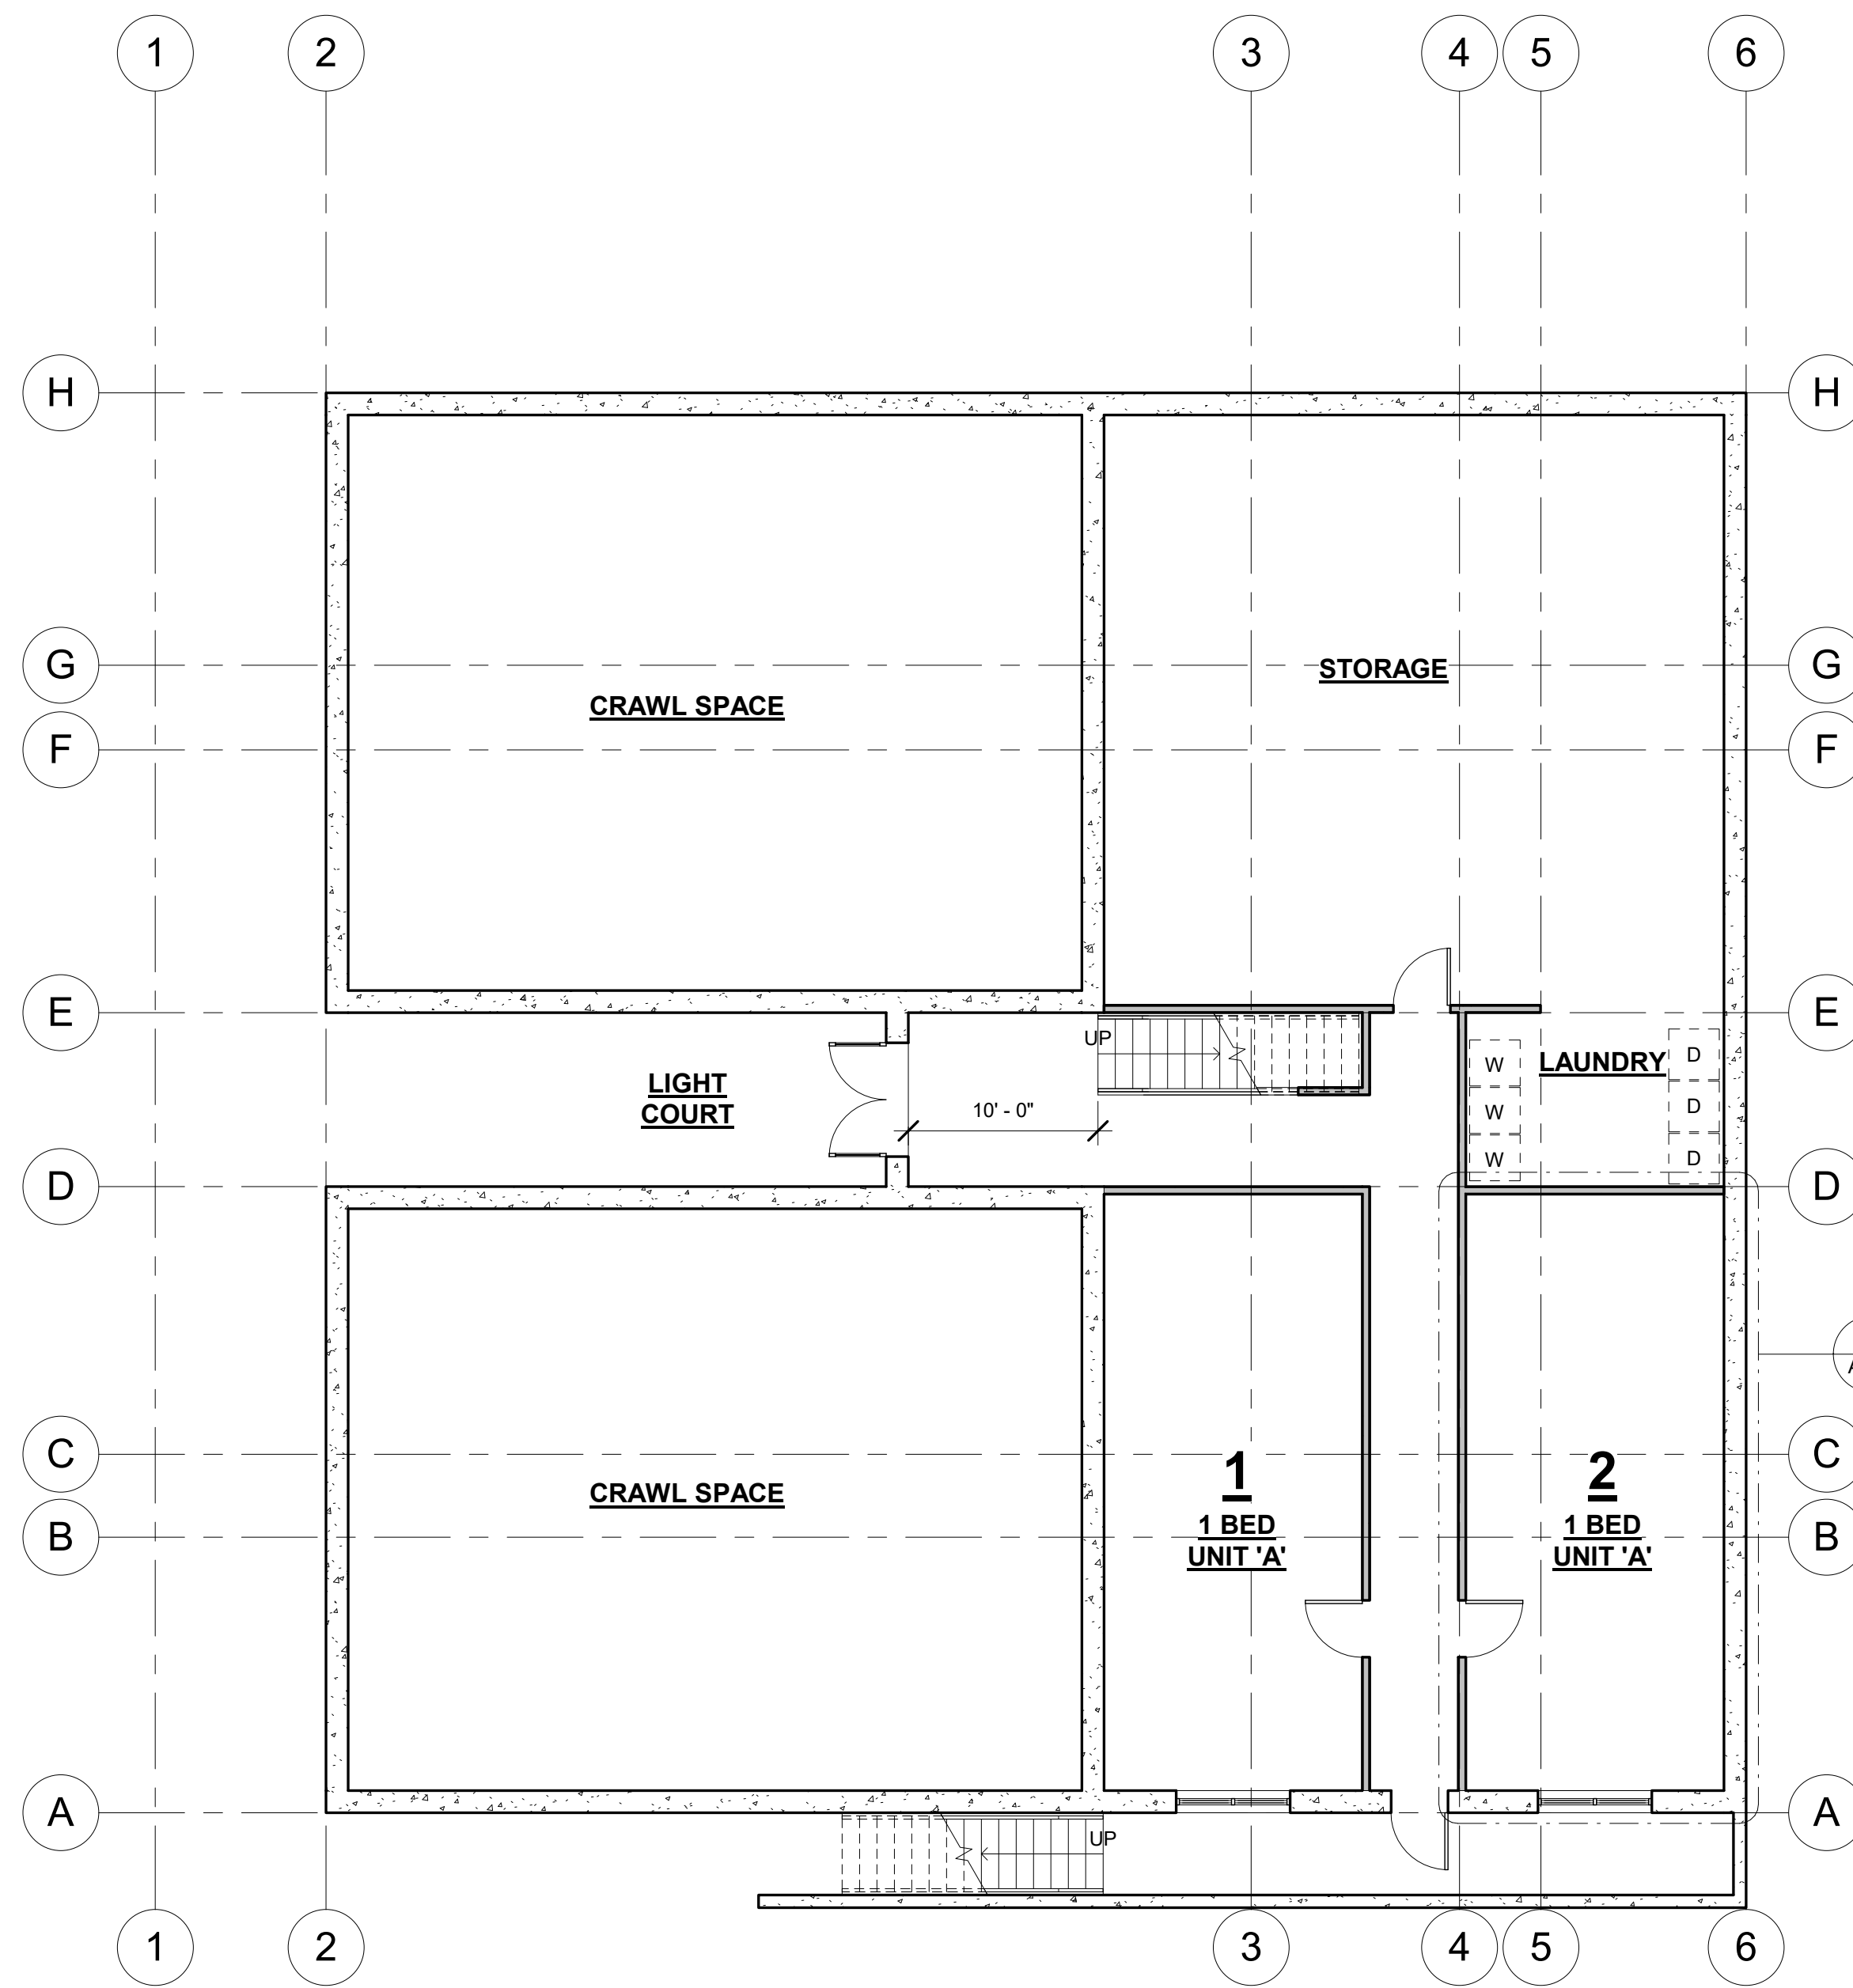 1 2 3 4 5 6
H H
G STORAGE G
CRAWL SPACE
F F
E E
UP
LAUNDRY D
W
LIGHT
COURT
10' - 0"
W D
W D
D D
C C
1 2
CRAWL SPACE
1 BED 1 BED
B B
UNIT 'A' UNIT 'A'
A A
UP
1 2 3 4 5 6